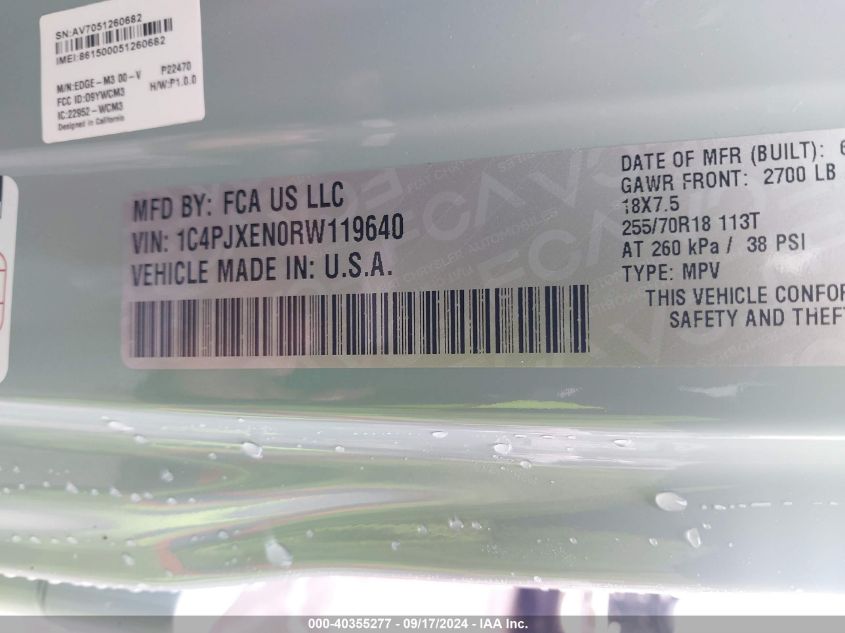 SN:AV7051260682
IMEI:861500051260682
M/N:EDGE-M3 00-V P22470
FCC ID:O9YWCM3 H/W:P1.0.0
IC:22952-WCM3
Designed in California
MFD BY: FCA US LLC
VIN: 1C4PJXEN0RW119640
VEHICLE MADE IN: U.S.A.
DATE OF MFR (BUILT): 6
GAWR FRONT: 2700 LB
18X7.5
255/70R18 113T
AT 260 kPa / 38 PSI
TYPE: MPV
THIS VEHICLE CONFOR
SAFETY AND THEFT
000-40355277 - 09/17/2024 - IAA Inc.